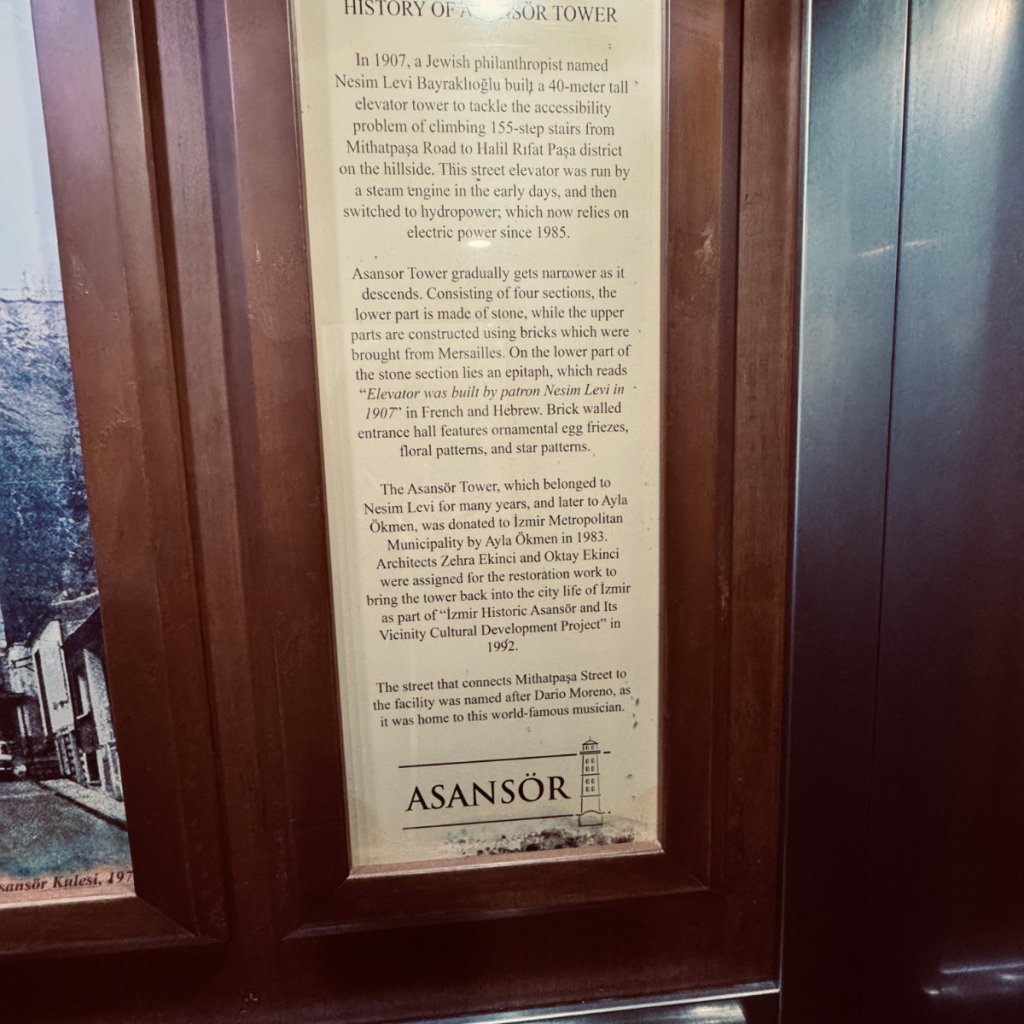 HISTORY OF ASANSÖR TOWER
In 1907, a Jewish philanthropist named
Nesim Levi Bayraklıoğlu built a 40-meter tall
elevator tower to tackle the accessibility
problem of climbing 155-step stairs from
Mithatpaşa Road to Halil Rıfat Paşa district
on the hillside. This street elevator was run by
a steam engine in the early days, and then
switched to hydropower; which now relies on
electric power since 1985.
Asansor Tower gradually gets narrower as it
descends. Consisting of four sections, the
lower part is made of stone, while the upper
parts are constructed using bricks which were
brought from Mersailles. On the lower part of
the stone section lies an epitaph, which reads
“Elevator was built by patron Nesim Levi in
1907” in French and Hebrew. Brick walled
entrance hall features ornamental egg friezes,
floral patterns, and star patterns.
The Asansör Tower, which belonged to
Nesim Levi for many years, and later to Ayla
Ökmen, was donated to İzmir Metropolitan
Municipality by Ayla Ökmen in 1983.
Architects Zehra Ekinci and Oktay Ekinci
were assigned for the restoration work to
bring the tower back into the city life of İzmir
as part of “İzmir Historic Asansör and Its
Vicinity Cultural Development Project” in
1992.
The street that connects Mithatpaşa Street to
the facility was named after Dario Moreno, as
it was home to this world-famous musician.
ASANSÖR
sansör Kulesi, 197